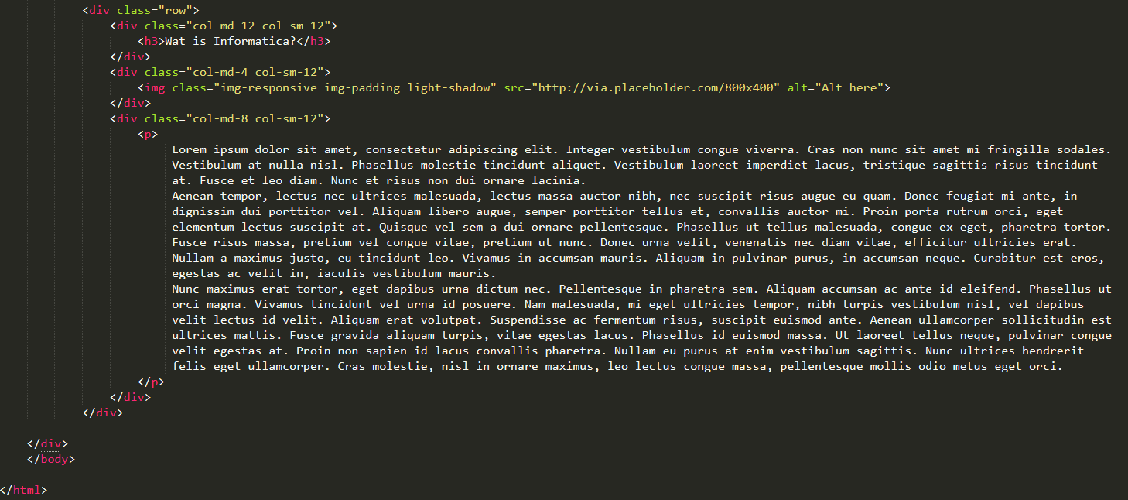 <div class="row">
<div class="col-md-12 col-sm-12">
<h3>Wat is Informatica?</h3>
</div>
<div class="col-md-4 col-sm-12">
<img class="img-responsive img-padding light-shadow" src="http://via.placeholder.com/800x400" alt="Alt here">
</div>
<div class="col-md-8 col-sm-12">
<p>
Lorem ipsum dolor sit amet, consectetur adipiscing elit. Integer vestibulum congue viverra. Cras non nunc sit amet mi fringilla sodales.
Vestibulum at nulla nisl. Phasellus molestie tincidunt aliquet. Vestibulum laoreet imperdiet lacus, tristique sagittis risus tincidunt
at. Fusce et leo diam. Nunc et risus non dui ornare lacinia.
Aenean tempor, lectus nec ultrices malesuada, lectus massa auctor nibh, nec suscipit risus augue eu quam. Donec feugiat mi ante, in
dignissim dui porttitor vel. Aliquam libero augue, semper porttitor tellus et, convallis auctor mi. Proin porta rutrum orci, eget
elementum lectus suscipit at. Quisque vel sem a dui ornare pellentesque. Phasellus ut tellus malesuada, congue ex eget, pharetra tortor.
Fusce risus massa, pretium vel congue vitae, pretium ut nunc. Donec urna velit, venenatis nec diam vitae, efficitur ultricies erat.
Nullam a maximus justo, eu tincidunt leo. Vivamus in accumsan mauris. Aliquam in pulvinar purus, in accumsan neque. Curabitur est eros,
egestas ac velit in, iaculis vestibulum mauris.
Nunc maximus erat tortor, eget dapibus urna dictum nec. Pellentesque in pharetra sem. Aliquam accumsan ac ante id eleifend. Phasellus ut
orci magna. Vivamus tincidunt vel urna id posuere. Nam malesuada, mi eget ultricies tempor, nibh turpis vestibulum nisl, vel dapibus
velit lectus id velit. Aliquam erat volutpat. Suspendisse ac fermentum risus, suscipit euismod ante. Aenean ullamcorper sollicitudin est
ultrices mattis. Fusce gravida aliquam turpis, vitae egestas lacus. Phasellus id euismod massa. Ut laoreet tellus neque, pulvinar congue
velit egestas at. Proin non sapien id lacus convallis pharetra. Nullam eu purus at enim vestibulum sagittis. Nunc ultrices hendrerit
felis eget ullamcorper. Cras molestie, nisl in ornare maximus, leo lectus congue massa, pellentesque mollis odio metus eget orci.
</p>
</div>
</div>
</div>
</body>
</html>